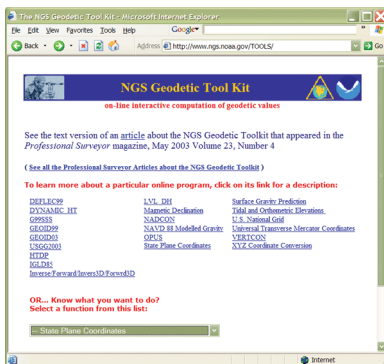 The NGS Geodetic Tool Kit - Microsoft Internet Explorer
File Edit View Favorites Tools Help Google
Back Address http://www.ngs.noaa.gov/TOOLS/ Go
NGS Geodetic Tool Kit
on-line interactive computation of geodetic values
See the text version of an article about the NGS Geodetic Toolkit that appeared in the
Professional Surveyor magazine, May 2003 Volume 23, Number 4
( See all the Professional Surveyor Articles about the NGS Geodetic Toolkit )
To learn more about a particular online program, click on its link for a description:
DEFLEC99
DYNAMIC_HT
G99SSS
GEOID99
GEOID03
USGG2003
HTDP
IGLD85
Inverse/Forward/Invers3D/Forwrd3D
LVL_DH
Magnetic Declination
NADCON
NAVD 88 Modelled Gravity
OPUS
State Plane Coordinates
Surface Gravity Prediction
Tidal and Orthometric Elevations
U.S. National Grid
Universal Transverse Mercator Coordinates
VERTCON
XYZ Coordinate Conversion
OR... Know what you want to do?
Select a function from this list:
-- State Plane Coordinates
Internet